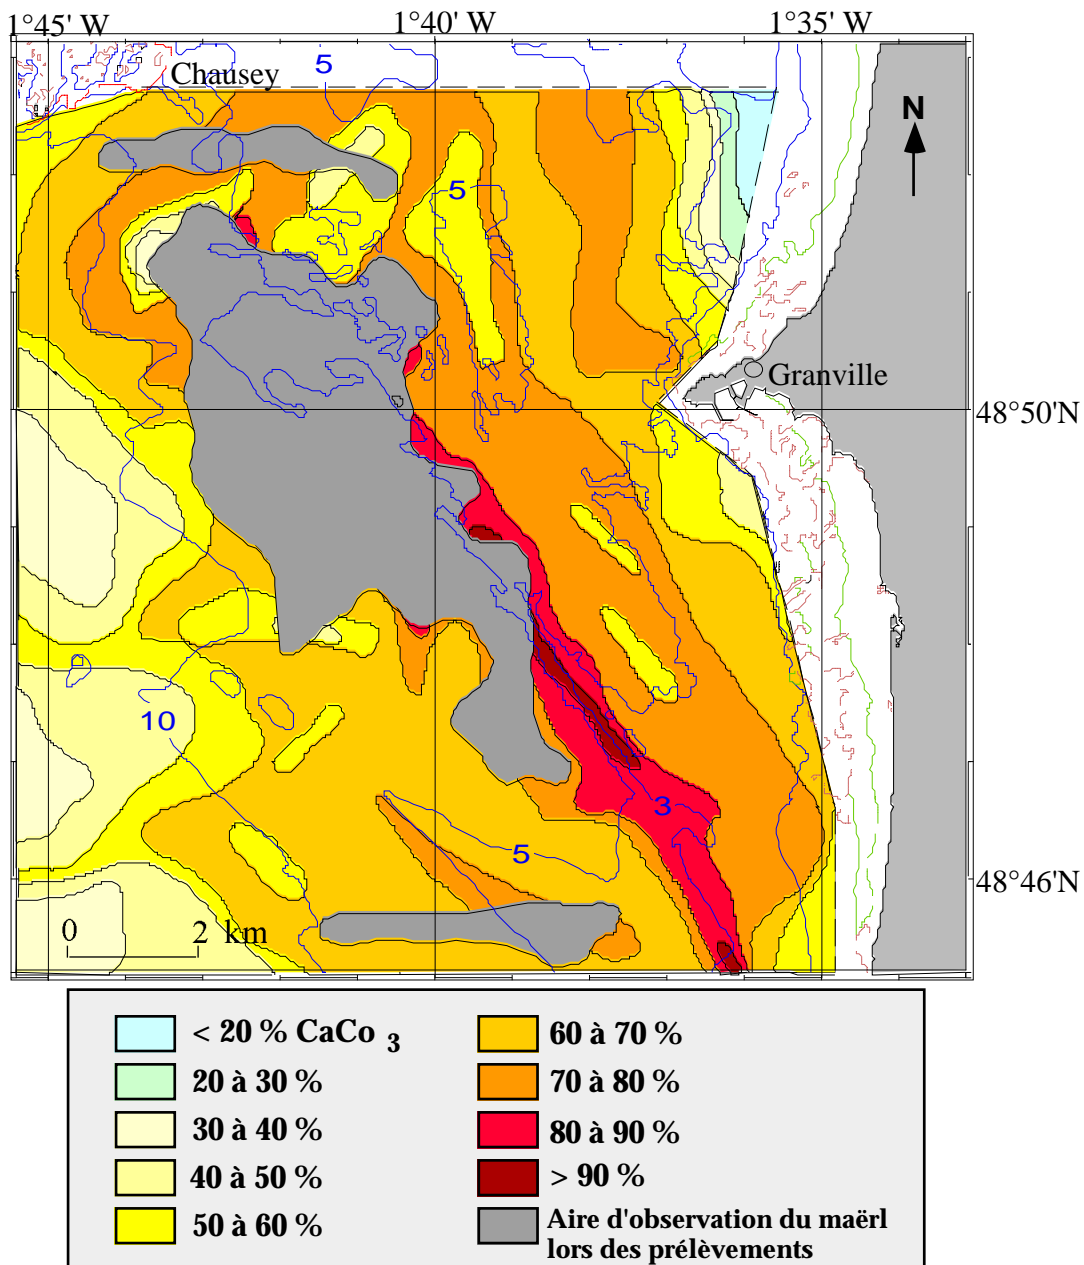 1°45' W 1°40' W 1°35' W
Chausey
5
N
5
Granville
48°50'N
10
3
5
48°46'N
0 2 km
< 20 % CaCo 3
20 à 30 %
30 à 40 %
40 à 50 %
50 à 60 %
60 à 70 %
70 à 80 %
80 à 90 %
> 90 %
Aire d'observation du maërl
lors des prélèvements